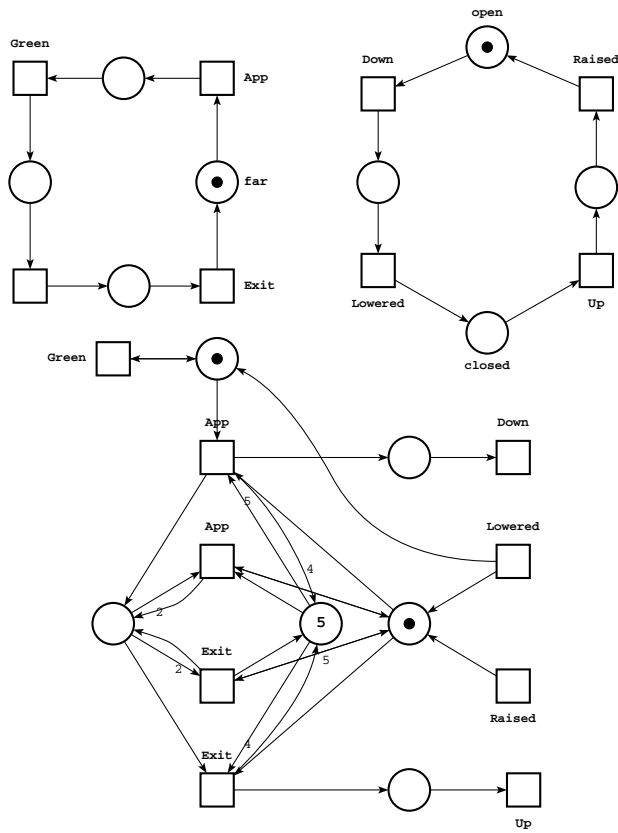 open
Green
Down
Raised
App
far
Exit
Lowered
Up
closed
Green
App
Down
5
App
Lowered
4
2
5
Exit
5
2
Raised
4
Exit
Up